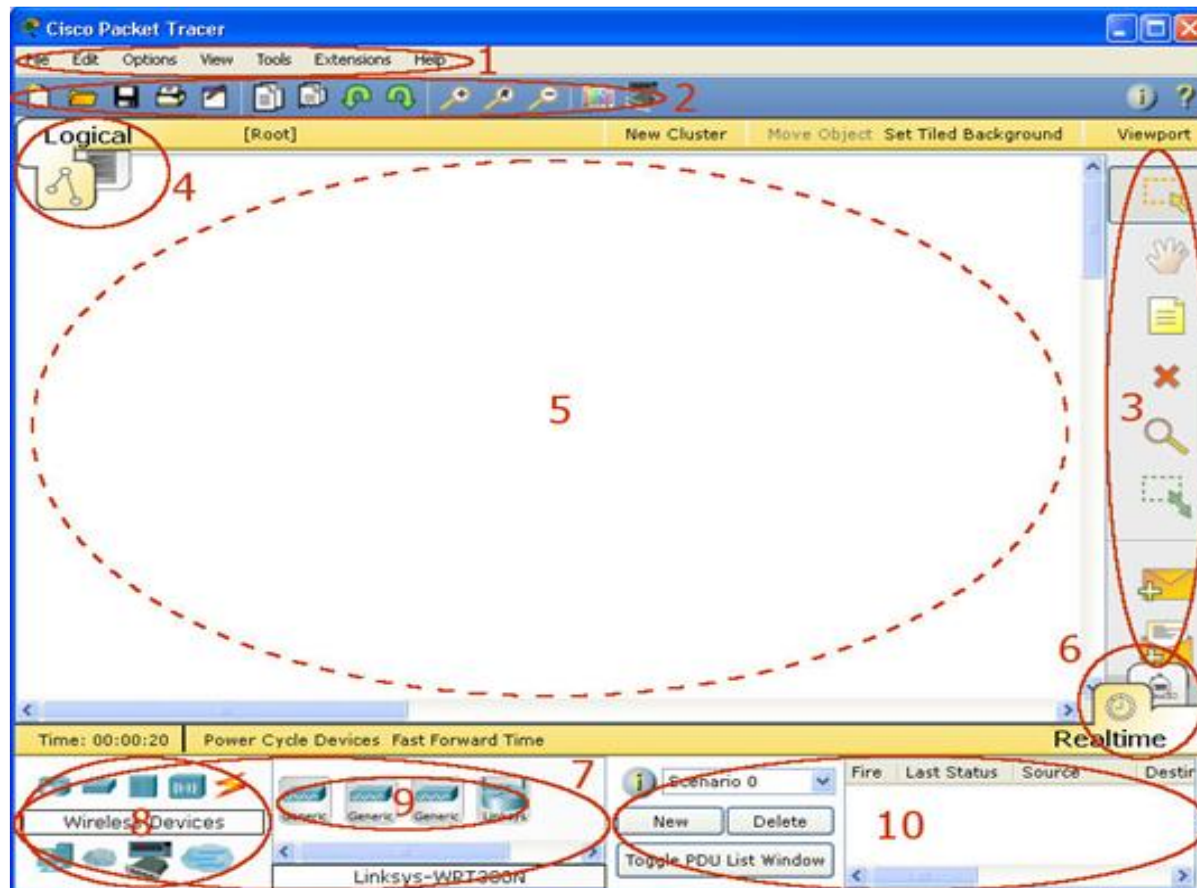 Cisco Packet Tracer
File Edit Options View Tools Extensions Help 1
2
Logical [Root] New Cluster Move Object Set Tiled Background Viewport
4
5
3
6
Time: 00:00:20 Power Cycle Devices Fast Forward Time Realtime
7
Scenario 0 Fire Last Status Source Destin
Generic Generic 9 Generic Linksys
Wireless Devices 8
New Delete 10
Toggle PDU List Window
Linksys-WRT300N